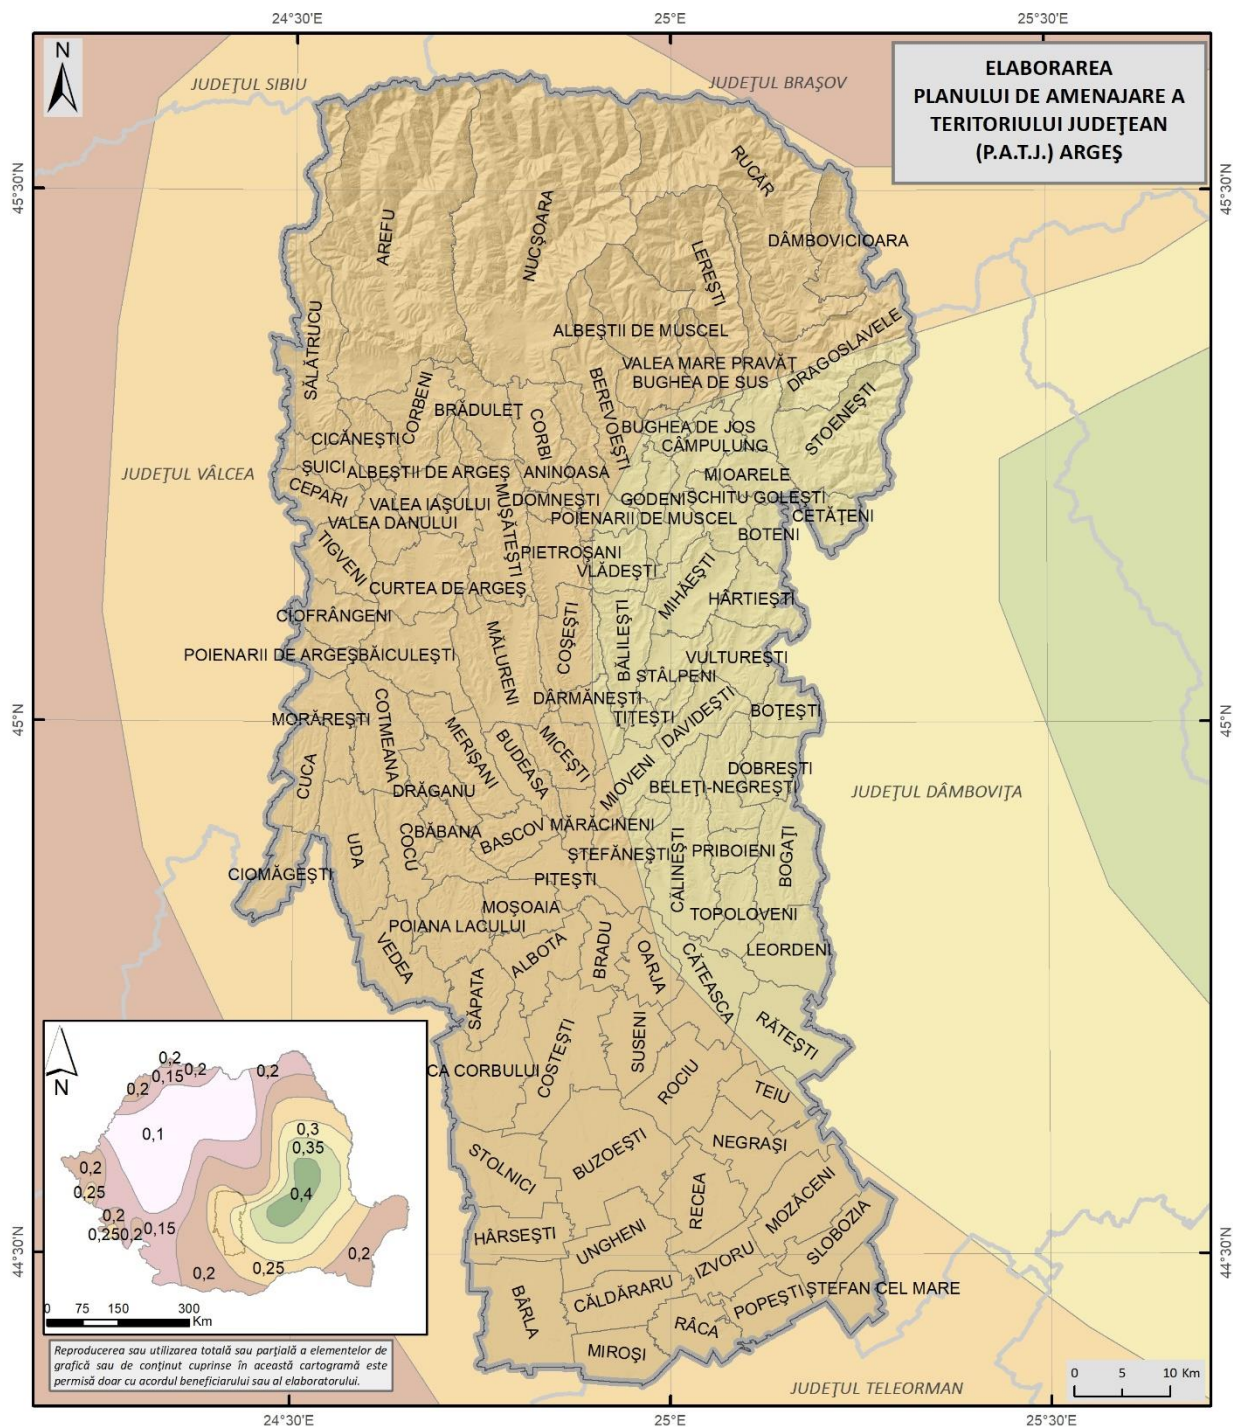 24°30'E
25°E
25°30'E
N
JUDEŢUL SIBIU
JUDEŢUL BRAŞOV
ELABORAREA
PLANULUI DE AMENAJARE A
TERITORIULUI JUDEŢEAN
(P.A.T.J.) ARGEŞ
45°30'N
45°30'N
RUCĂR
AREFU
NUCŞOARA
DÂMBOVICIOARA
LEREŞTI
SĂLĂTRUCU
ALBEŞTII DE MUSCEL
DRAGOSLAVELE
VALEA MARE PRAVĂŢ
BUGHEA DE SUS
CORBENI
BRĂDULEŢ
CORBI
BEREVOEŞTI
STOENEŞTI
BUGHEA DE JOS
CICĂNEŞTI
CÂMPULUNG
JUDEŢUL VÂLCEA
ŞUICI
ALBEŞTII DE ARGEŞ
ANINOASA
MIOARELE
CEPARI
VALEA IAŞULUI
MUŞĂTEŞTI
DOMNEŞTI
GODENI
SCHITU GOLEŞTI
CETĂŢENI
VALEA DANULUI
POIENARII DE MUSCEL
BOTENI
TIGVENI
PIETROŞANI
VLĂDEŞTI
MIHĂEŞTI
CURTEA DE ARGEŞ
HÂRTIEŞTI
CIOFRÂNGENI
MĂLURENI
COŞEŞTI
BĂLILEŞTI
POIENARII DE ARGEŞ
BĂICULEŞTI
VULTUREŞTI
STÂLPENI
DÂRMĂNEŞTI
45°N
MORĂREŞTI
COTMEANA
ŢIŢEŞTI
DAVIDEŞTI
BOŢEŞTI
45°N
CUCA
MERIŞANI
BUDEASA
MICEŞTI
MIOVENI
DOBREŞTI
DRĂGANU
BELEŢI-NEGREŞTI
JUDEŢUL DÂMBOVIŢA
UDA
COCU
BĂBANA
BASCOV
MĂRĂCINENI
CIOMĂGEŞTI
ŞTEFĂNEŞTI
CĂLINEŞTI
PRIBOIENI
BOGAŢI
PITEŞTI
MOŞOAIA
POIANA LACULUI
TOPOLOVENI
VEDEA
ALBOTA
BRADU
OARJA
LEORDENI
SĂPATA
CĂTEASCA
RĂTEŞTI
CA CORBULUI
COSTEŞTI
SUSENI
ROCIU
TEIU
STOLNICI
BUZOEŞTI
NEGRAŞI
RECEA
MOZĂCENI
HÂRSEŞTI
UNGHENI
SLOBOZIA
IZVORU
44°30'N
44°30'N
BÂRLA
CĂLDĂRARU
POPEŞTI
ŞTEFAN CEL MARE
RÂCA
MIROŞI
JUDEŢUL TELEORMAN
N
0,2
0,15
0,2
0,2
0,2
0,1
0,3
0,35
0,4
0,2
0,25
0,2
0,15
0,25
0,2
0,2
0,25
0,2
0 75 150 300
Km
Reproducerea sau utilizarea totală sau parţială a elementelor de
grafică sau de conţinut cuprinse în această cartogramă este
permisă doar cu acordul beneficiarului sau al elaboratorului.
0 5 10 Km
24°30'E
25°E
25°30'E